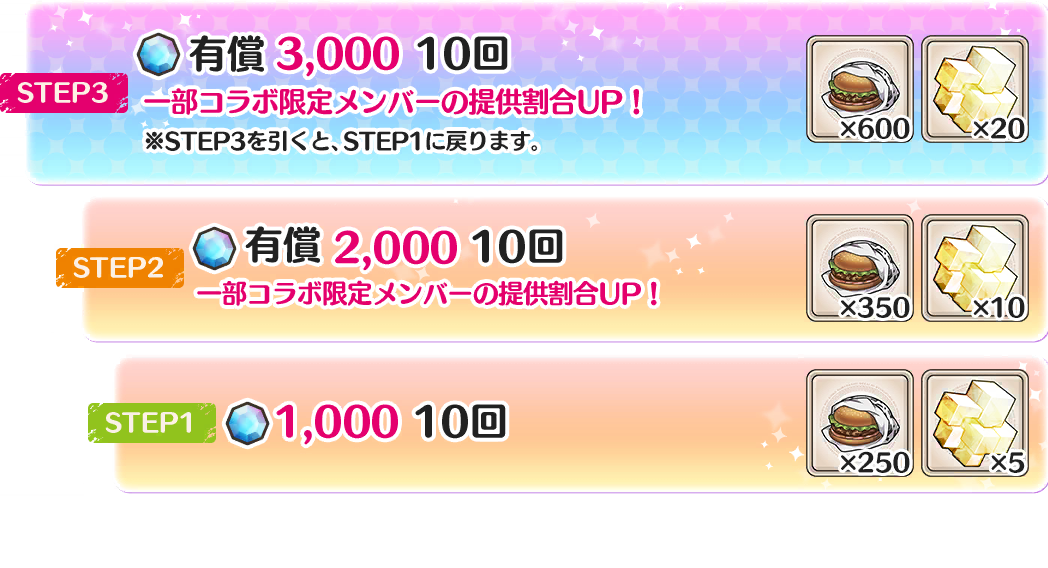 STEP3
有償 3,000 10回
一部コラボ限定メンバーの提供割合UP！
※STEP3を引くと、STEP1に戻ります。
×600
×20
STEP2
有償 2,000 10回
一部コラボ限定メンバーの提供割合UP！
×350
×10
STEP1
1,000 10回
×250
×5